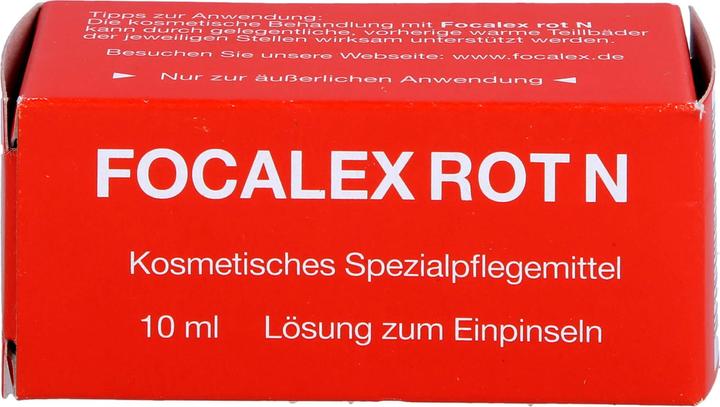 Tipps zur Anwendung:
Die kosmetische Behandlung mit Focalex rot N
kann durch gelegentliche, vorherige warme Teilbäder
der jeweiligen Stellen wirksam unterstützt werden.
Besuchen Sie unsere Webseite: www.focalex.de
► Nur zur äußerlichen Anwendung ◄
FOCALEX ROT N
Kosmetisches Spezialpflegemittel
10 ml Lösung zum Einpinseln